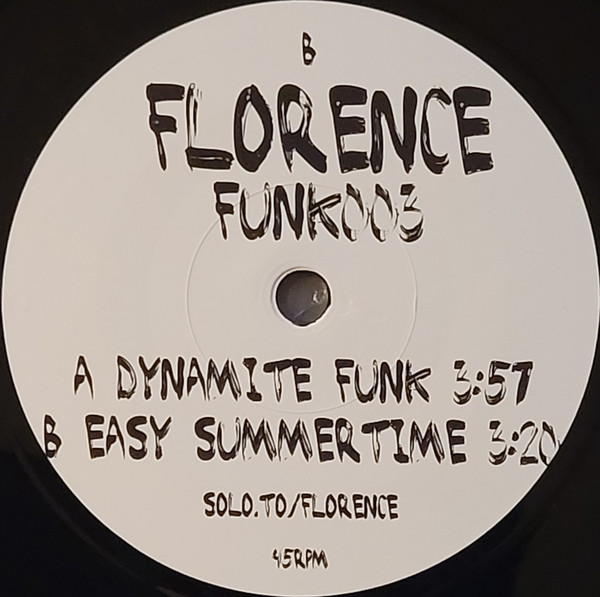 B
FLORENCE
FUNK003
A DYNAMITE FUNK 3:57
B EASY SUMMERTIME 3:20
SOLO.TO/FLORENCE
45RPM